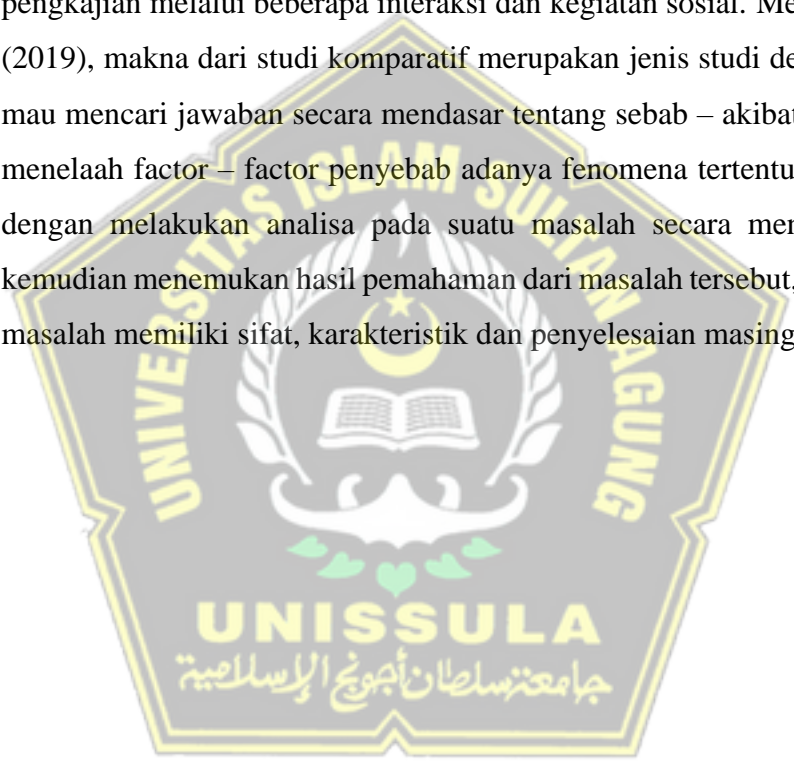 pengkajian melalui beberapa interaksi dan kegiatan sosial. Me
(2019), makna dari studi komparatif merupakan jenis studi de
mau mencari jawaban secara mendasar tentang sebab – akibat
menelaah factor – factor penyebab adanya fenomena tertentu
dengan melakukan analisa pada suatu masalah secara men
kemudian menemukan hasil pemahaman dari masalah tersebut,
masalah memiliki sifat, karakteristik dan penyelesaian masing
UNIVERSITAS ISLAM SULTAN AGUNG
UNISSULA
جامعة سلطان أجونج الإسلامية